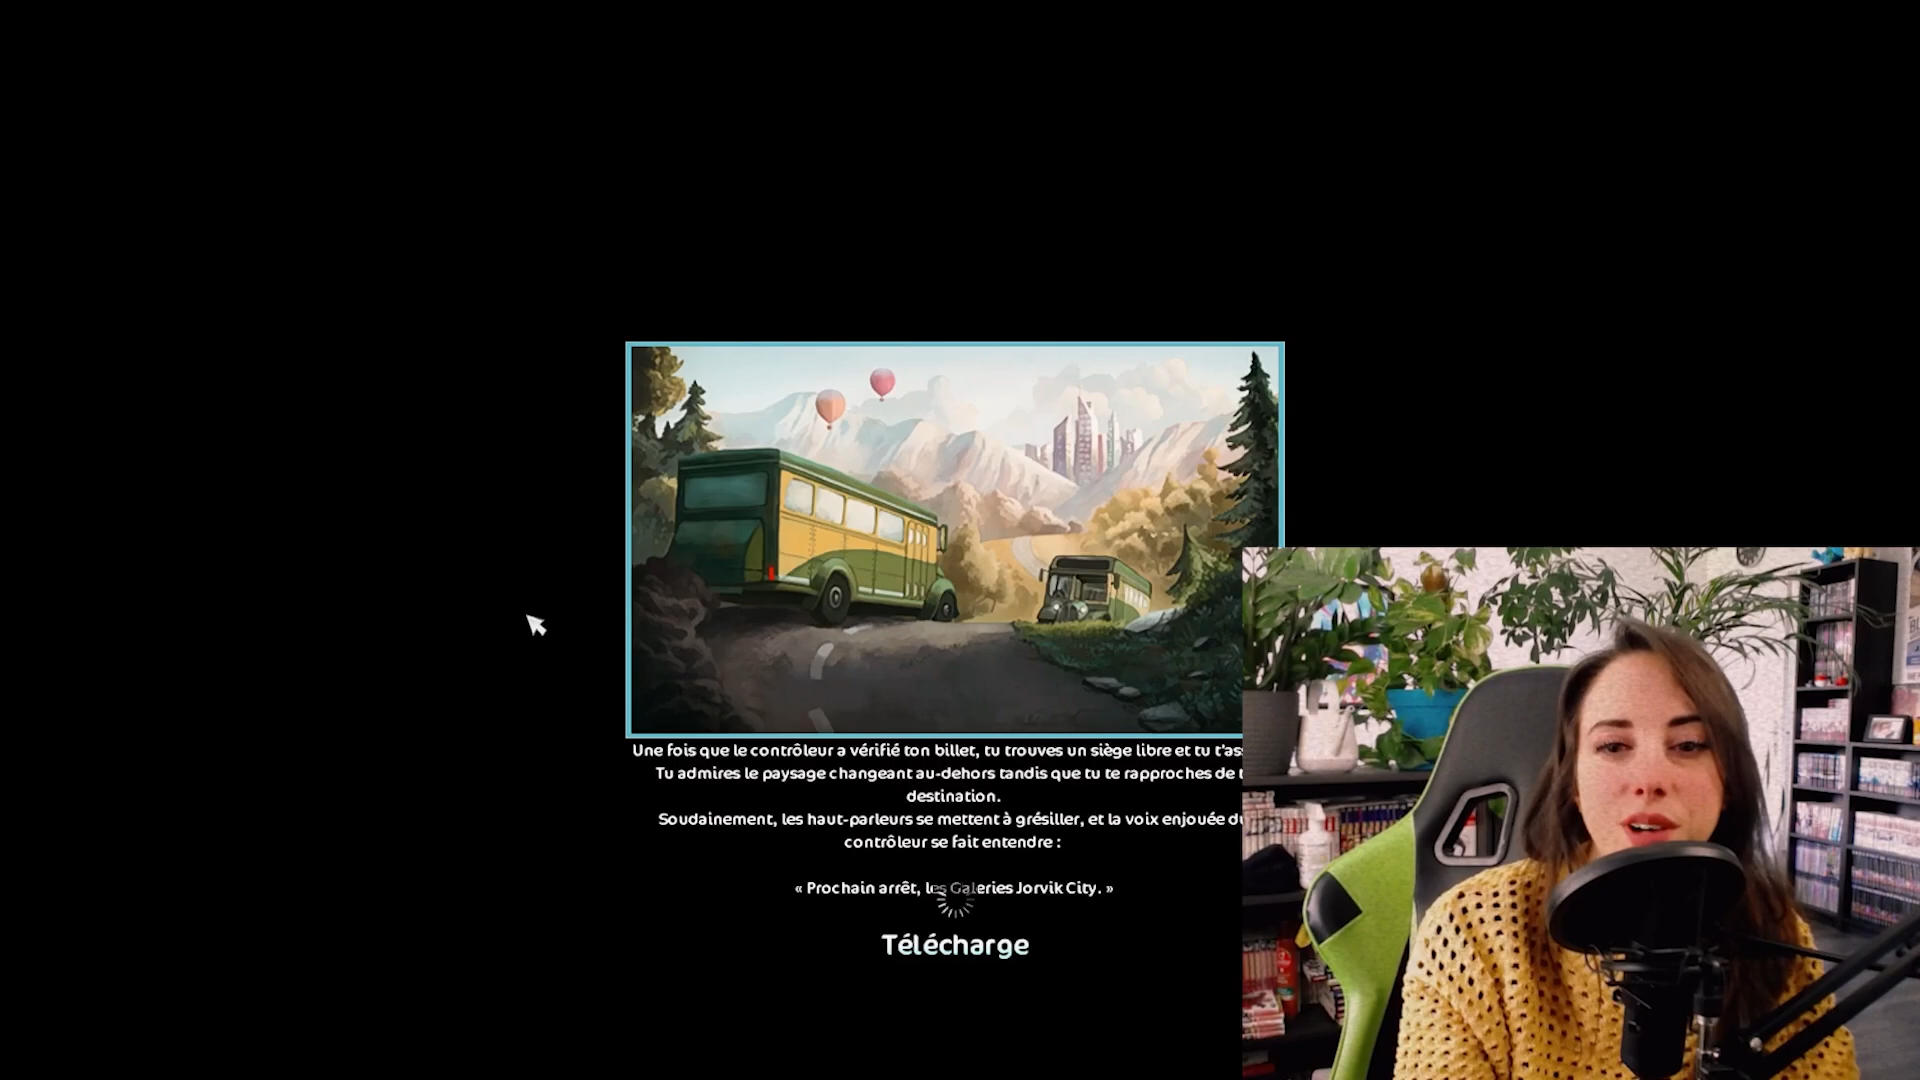 Une fois que le contrôleur a vérifié ton billet, tu trouves un siège libre et tu t'ass
Tu admires le paysage changeant au-dehors tandis que tu te rapproches de t
destination.
Soudainement, les haut-parleurs se mettent à grésiller, et la voix enjouée du
contrôleur se fait entendre :
« Prochain arrêt, les Galeries Jorvik City. »
Télécharge